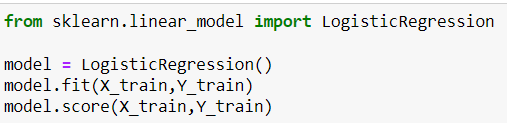 from sklearn.linear_model import LogisticRegression
model = LogisticRegression()
model.fit(X_train,Y_train)
model.score(X_train,Y_train)